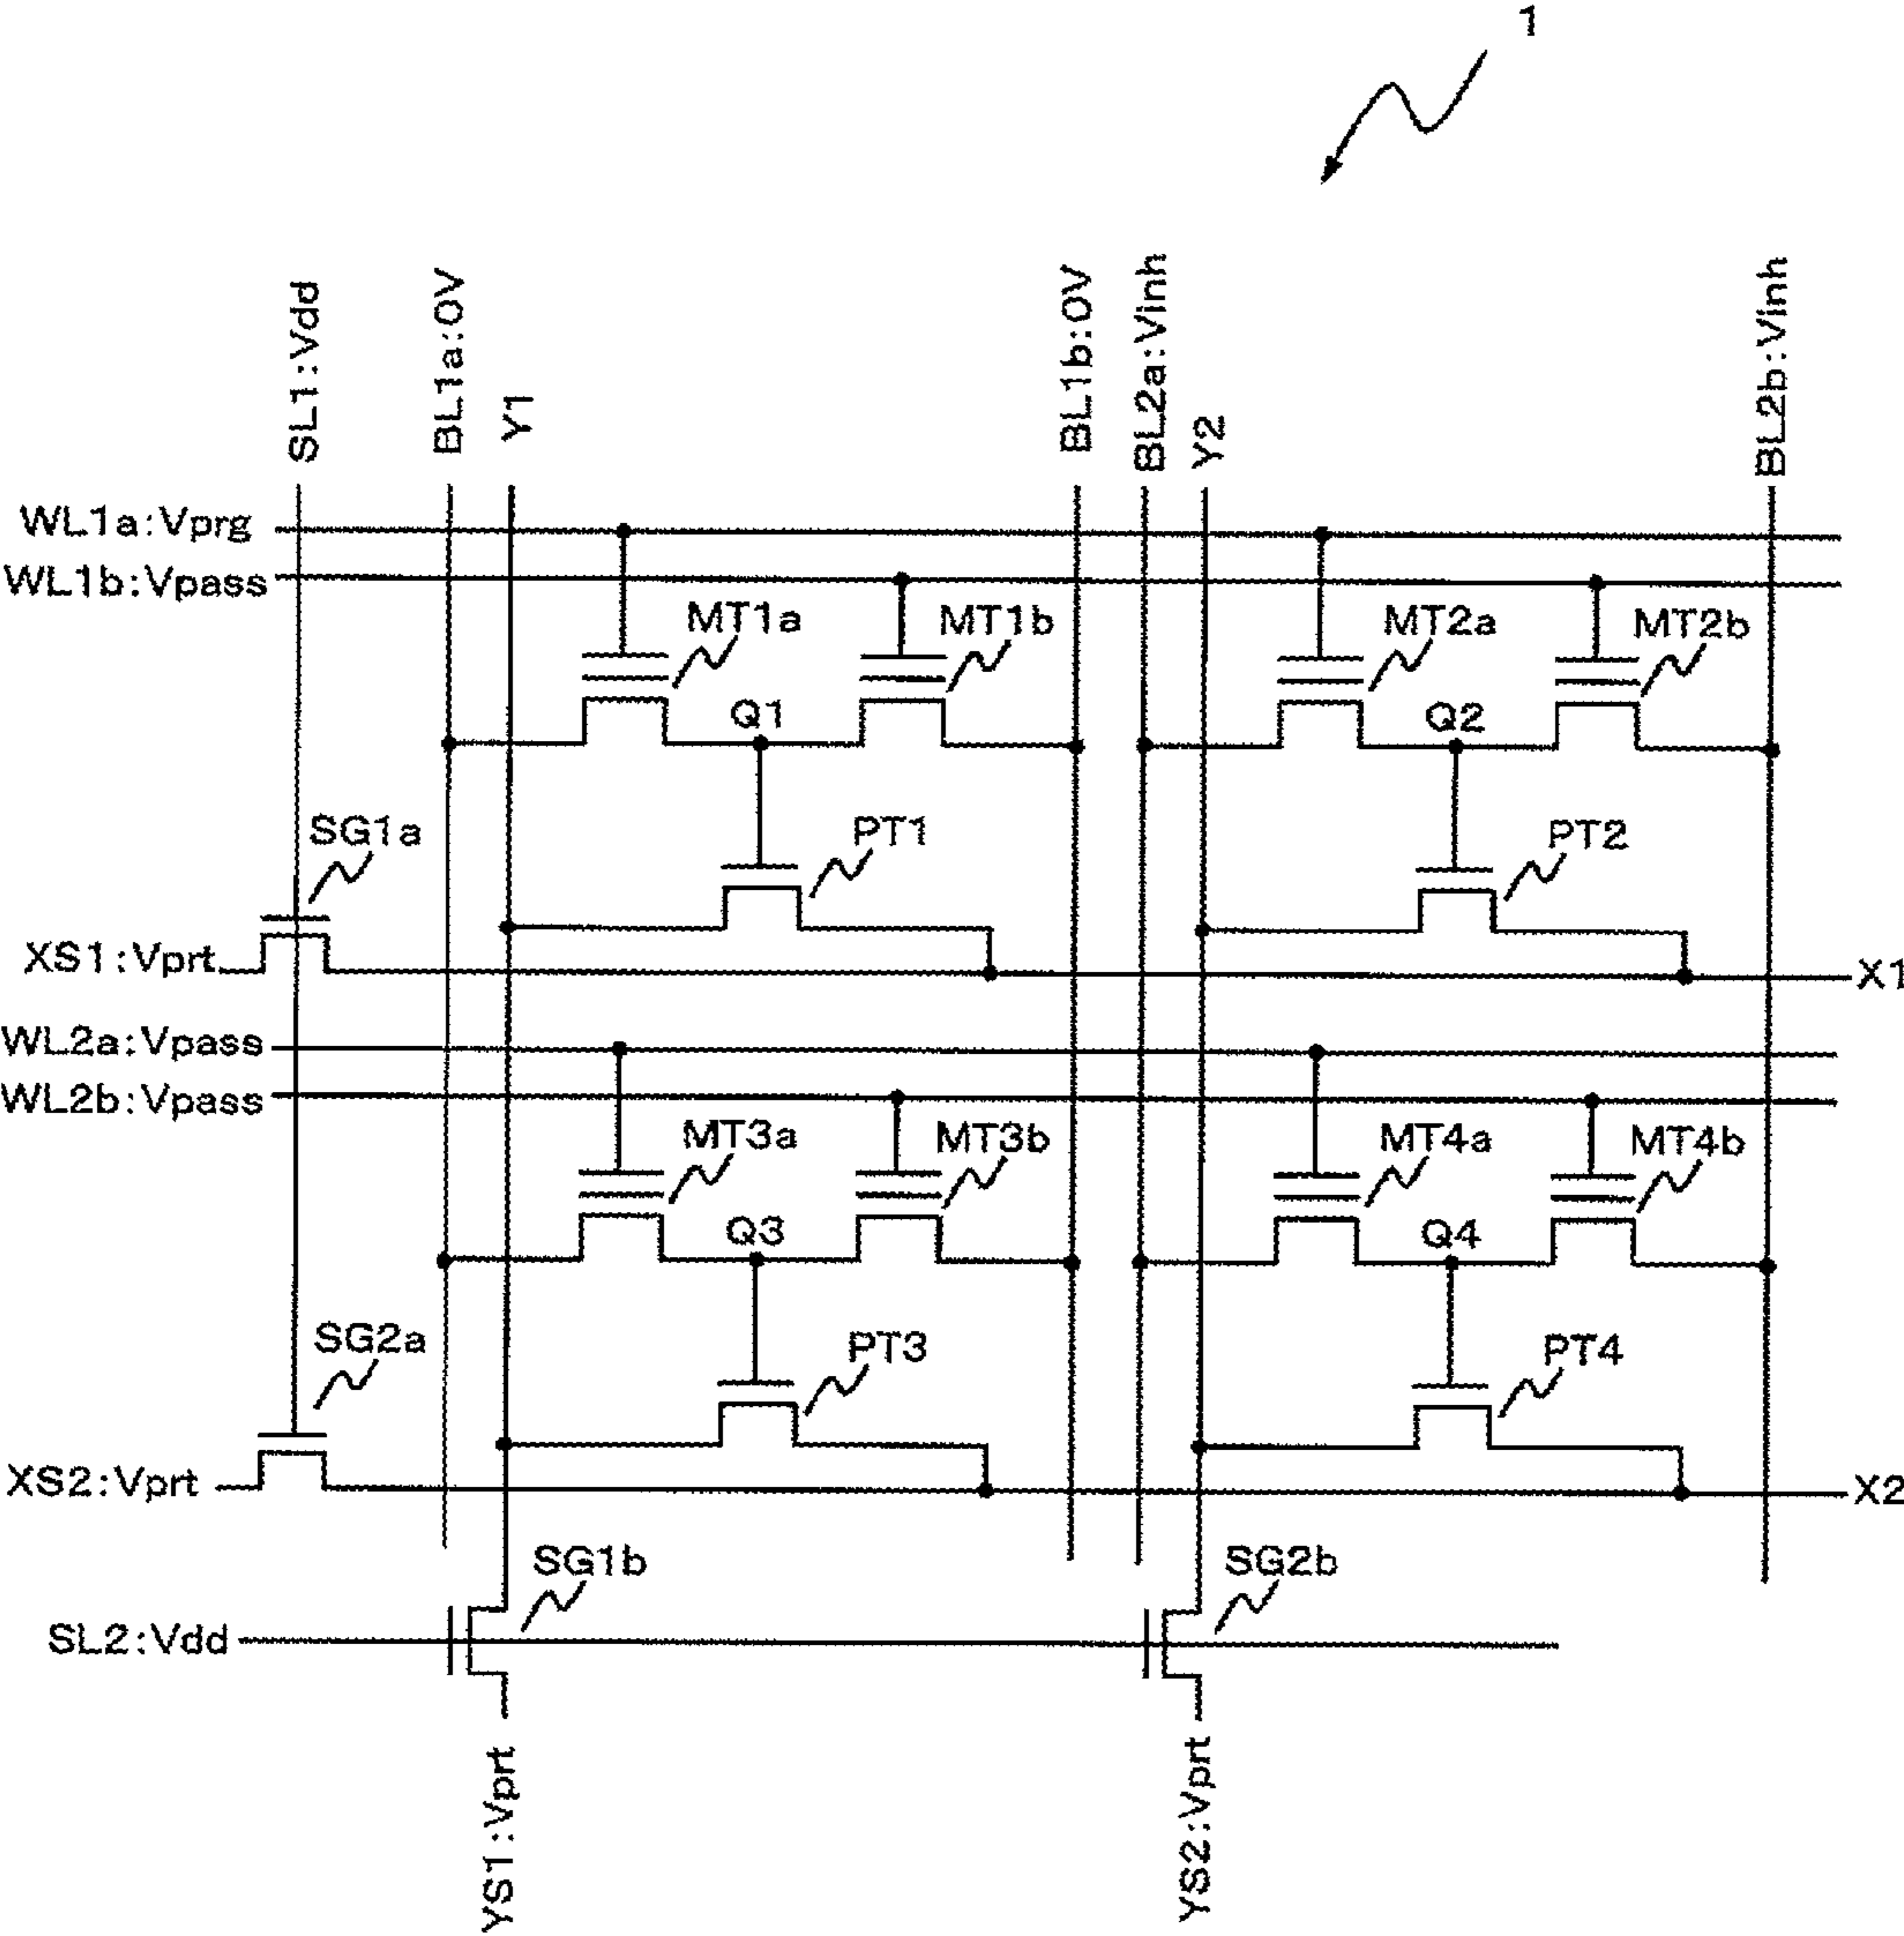 1
SL1:Vdd
BL1a:0V
Y1
BL1b:0V
BL2a:Vinh
Y2
BL2b:Vinh
WL1a:Vprg
WL1b:Vpass
MT1a
MT1b
MT2a
MT2b
Q1
Q2
SG1a
PT1
PT2
XS1:Vprt
X1
WL2a:Vpass
WL2b:Vpass
MT3a
MT3b
MT4a
MT4b
Q3
Q4
SG2a
PT3
PT4
XS2:Vprt
X2
SG1b
SG2b
SL2:Vdd
YS1:Vprt
YS2:Vprt